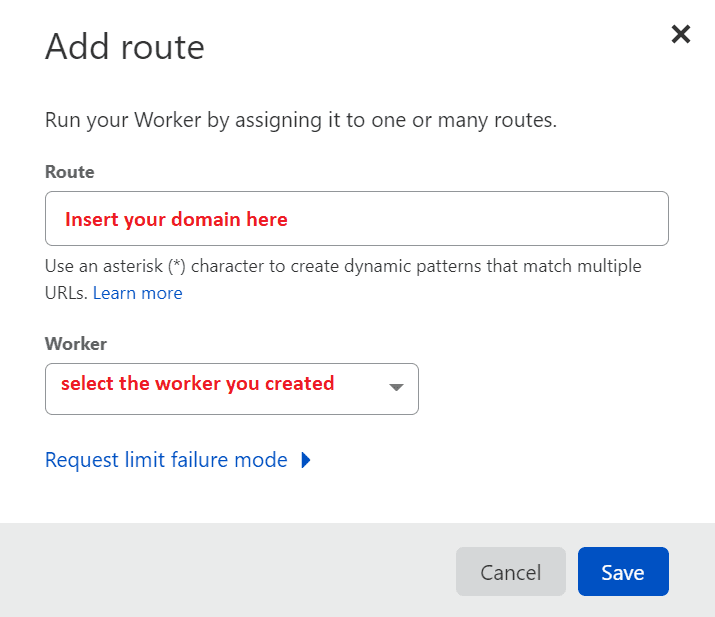 Add route
Run your Worker by assigning it to one or many routes.
Route
Insert your domain here
Use an asterisk (*) character to create dynamic patterns that match multiple
URLs. Learn more
Worker
select the worker you created
Request limit failure mode
Cancel
Save